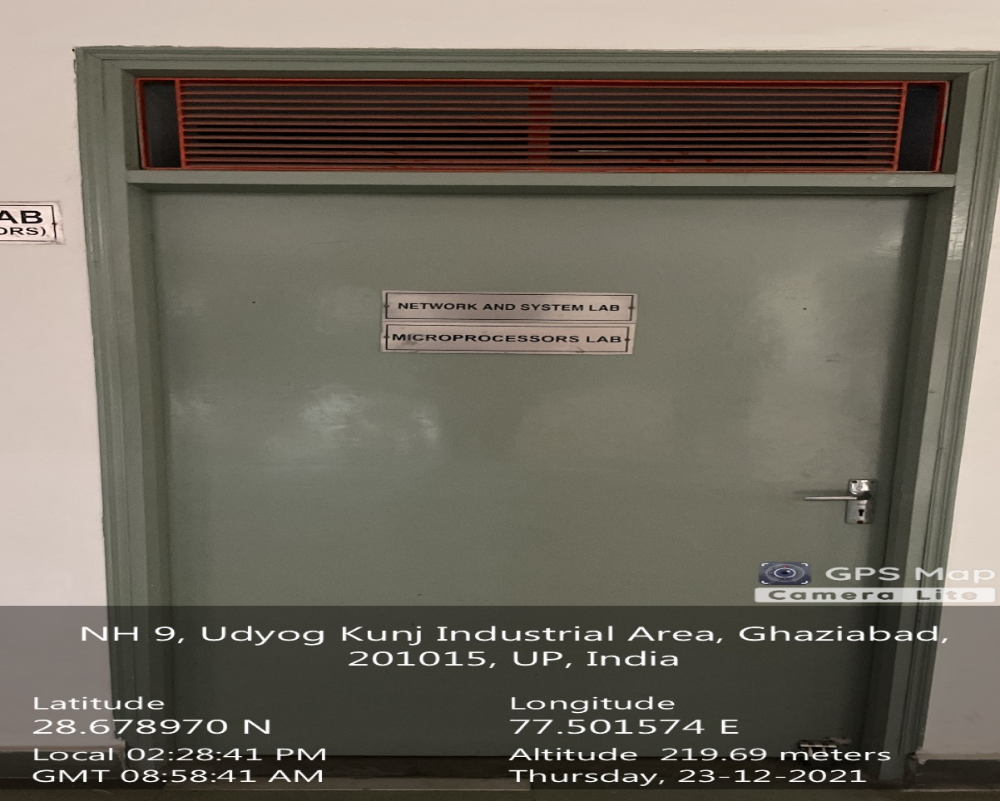 AB
ORS)
NETWORK AND SYSTEM LAB
MICROPROCESSORS LAB
GPS Map
Camera Lite
NH 9, Udyog Kunj Industrial Area, Ghaziabad,
201015, UP, India
Latitude
28.678970 N
Longitude
77.501574 E
Local 02:28:41 PM
GMT 08:58:41 AM
Altitude 219.69 meters
Thursday, 23-12-2021